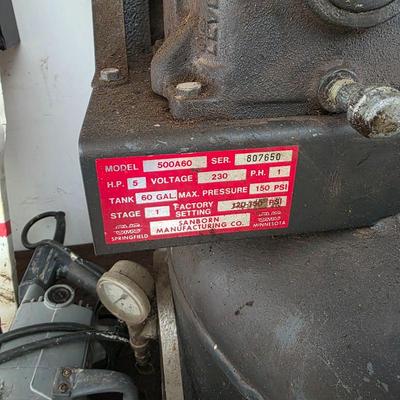 LEVEL
MODEL 500A60 SER. 807650
H.P. 5 VOLTAGE 230 P.H. 1
TANK 60 GAL. MAX. PRESSURE 150 PSI
STAGE 1 FACTORY SETTING 120-150 PSI
SANBORN MANUFACTURING CO.
SPRINGFIELD MINNESOTA